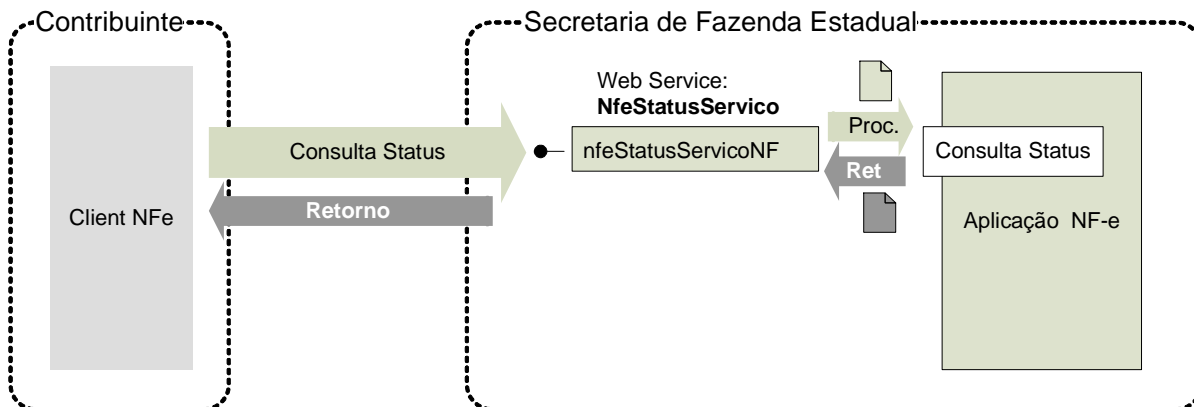 Contribuinte
Secretaria de Fazenda Estadual
Web Service:
NfeStatusServico
Proc.
Consulta Status
nfeStatusServicoNF
Consulta Status
Ret
Retorno
Client NFe
Aplicação NF-e